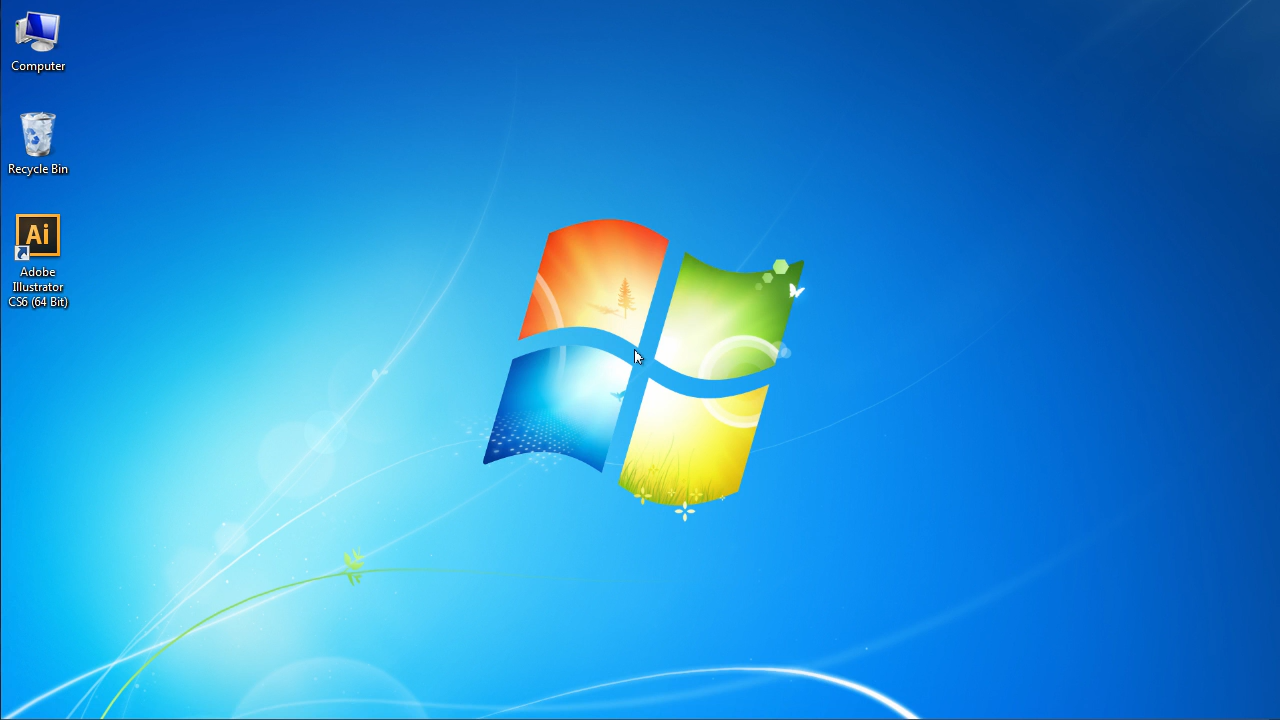 Computer
Recycle Bin
Ai
Adobe
Illustrator
CS6 (64 Bit)